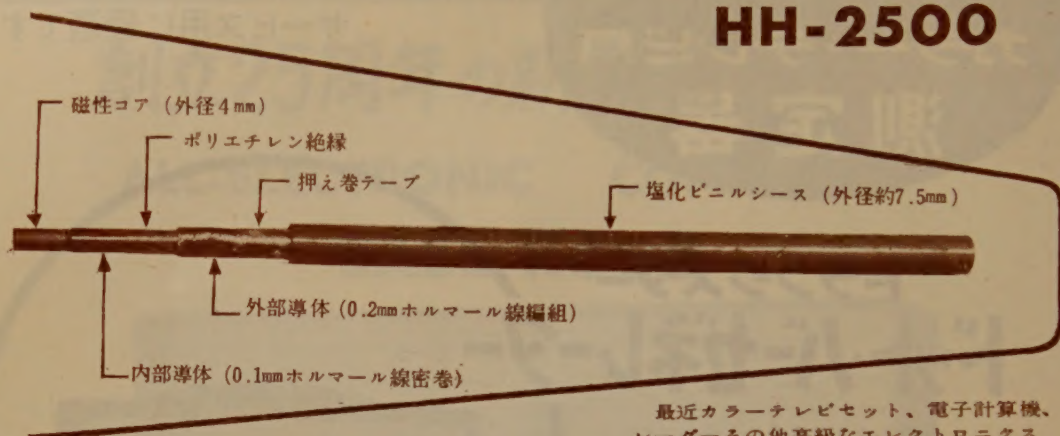 HH-2500
磁性コア (外径4mm)
ポリエチレン絶縁
押え巻テープ
塩化ビニルシース (外径約7.5mm)
外部導体 (0.2mmホルマール線編組)
内部導体 (0.1mmホルマール線密巻)
最近カラーテレビセット、電子計算機、